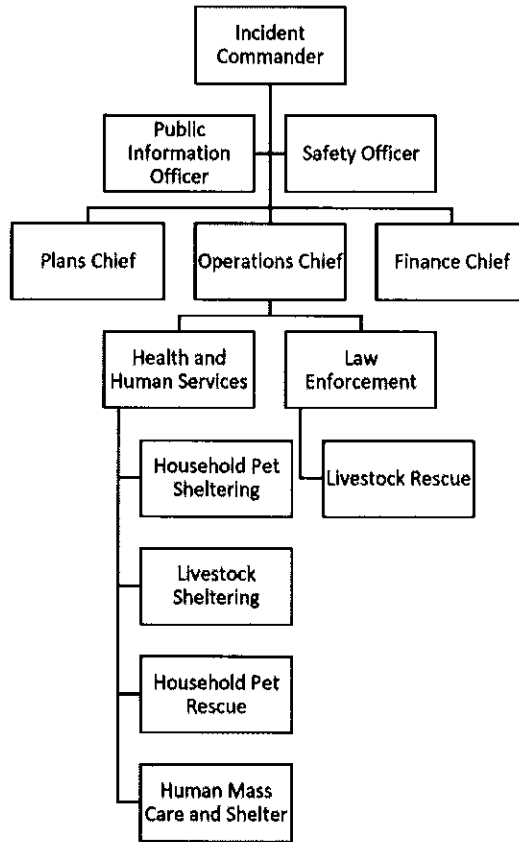 Incident
Commander
Public
Information
Officer
Safety Officer
Plans Chief
Operations Chief
Finance Chief
Health and
Human Services
Law
Enforcement
Household Pet
Sheltering
Livestock Rescue
Livestock
Sheltering
Household Pet
Rescue
Human Mass
Care and Shelter